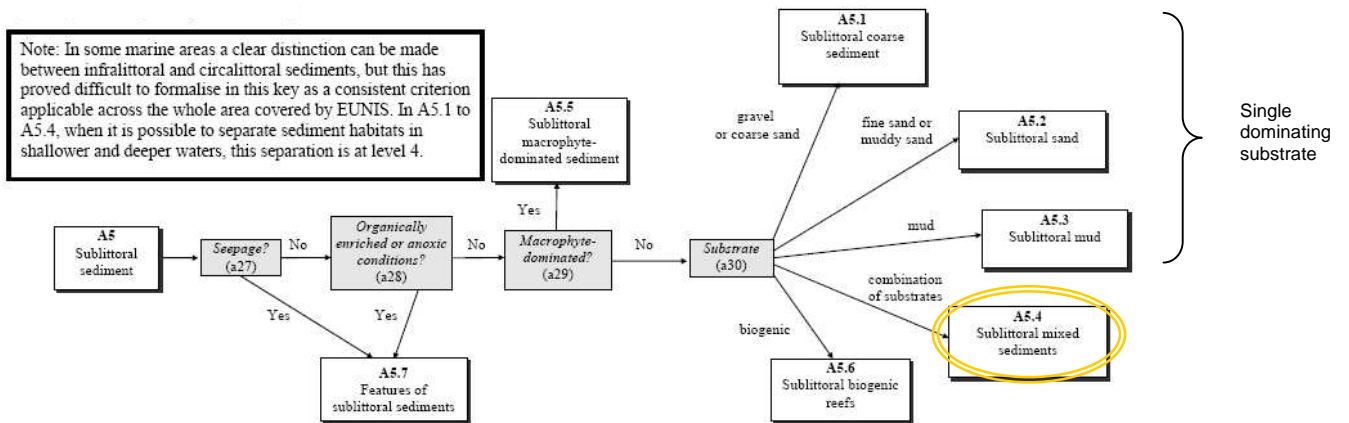 Note: In some marine areas a clear distinction can be made
between infralittoral and circalittoral sediments, but this has
proved difficult to formalise in this key as a consistent criterion
applicable across the whole area covered by EUNIS. In A5.1 to
A5.4, when it is possible to separate sediment habitats in
shallower and deeper waters, this separation is at level 4.
A5.5
Sublittoral
macrophyte-
dominated sediment
A5.1
Sublittoral coarse
sediment
gravel
or coarse sand
fine sand or
muddy sand
A5.2
Sublittoral sand
Single
dominating
substrate
A5
Sublittoral
sediment
Seepage?
(a27)
No
Organically
enriched or anoxic
conditions?
(a28)
No
Yes
Macrophyte-
dominated?
(a29)
No
Substrate
(a30)
mud
A5.3
Sublittoral mud
combination
of substrates
A5.4
Sublittoral mixed
sediments
Yes
Yes
biogenic
A5.7
Features of
sublittoral sediments
A5.6
Sublittoral biogenic
reefs